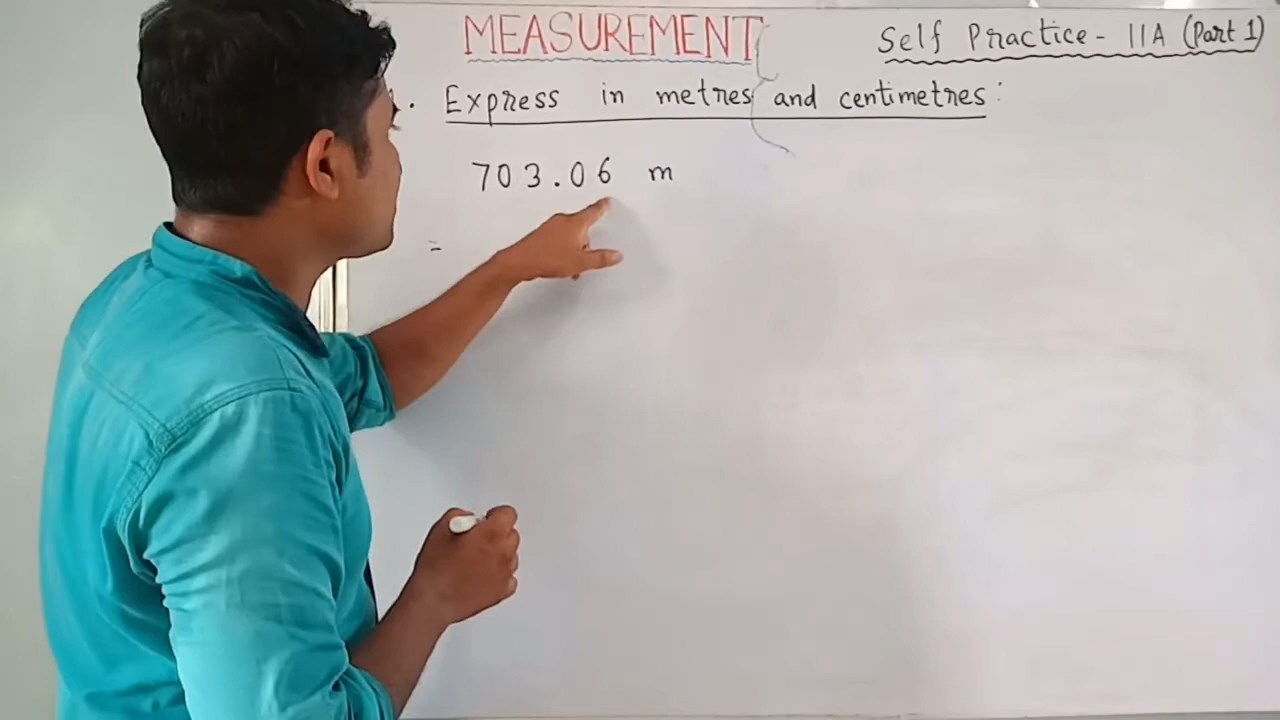 MEASUREMENT
Self Practice - 11A (Part 1)
. Express in metres and centimetres :
703.06 m
=